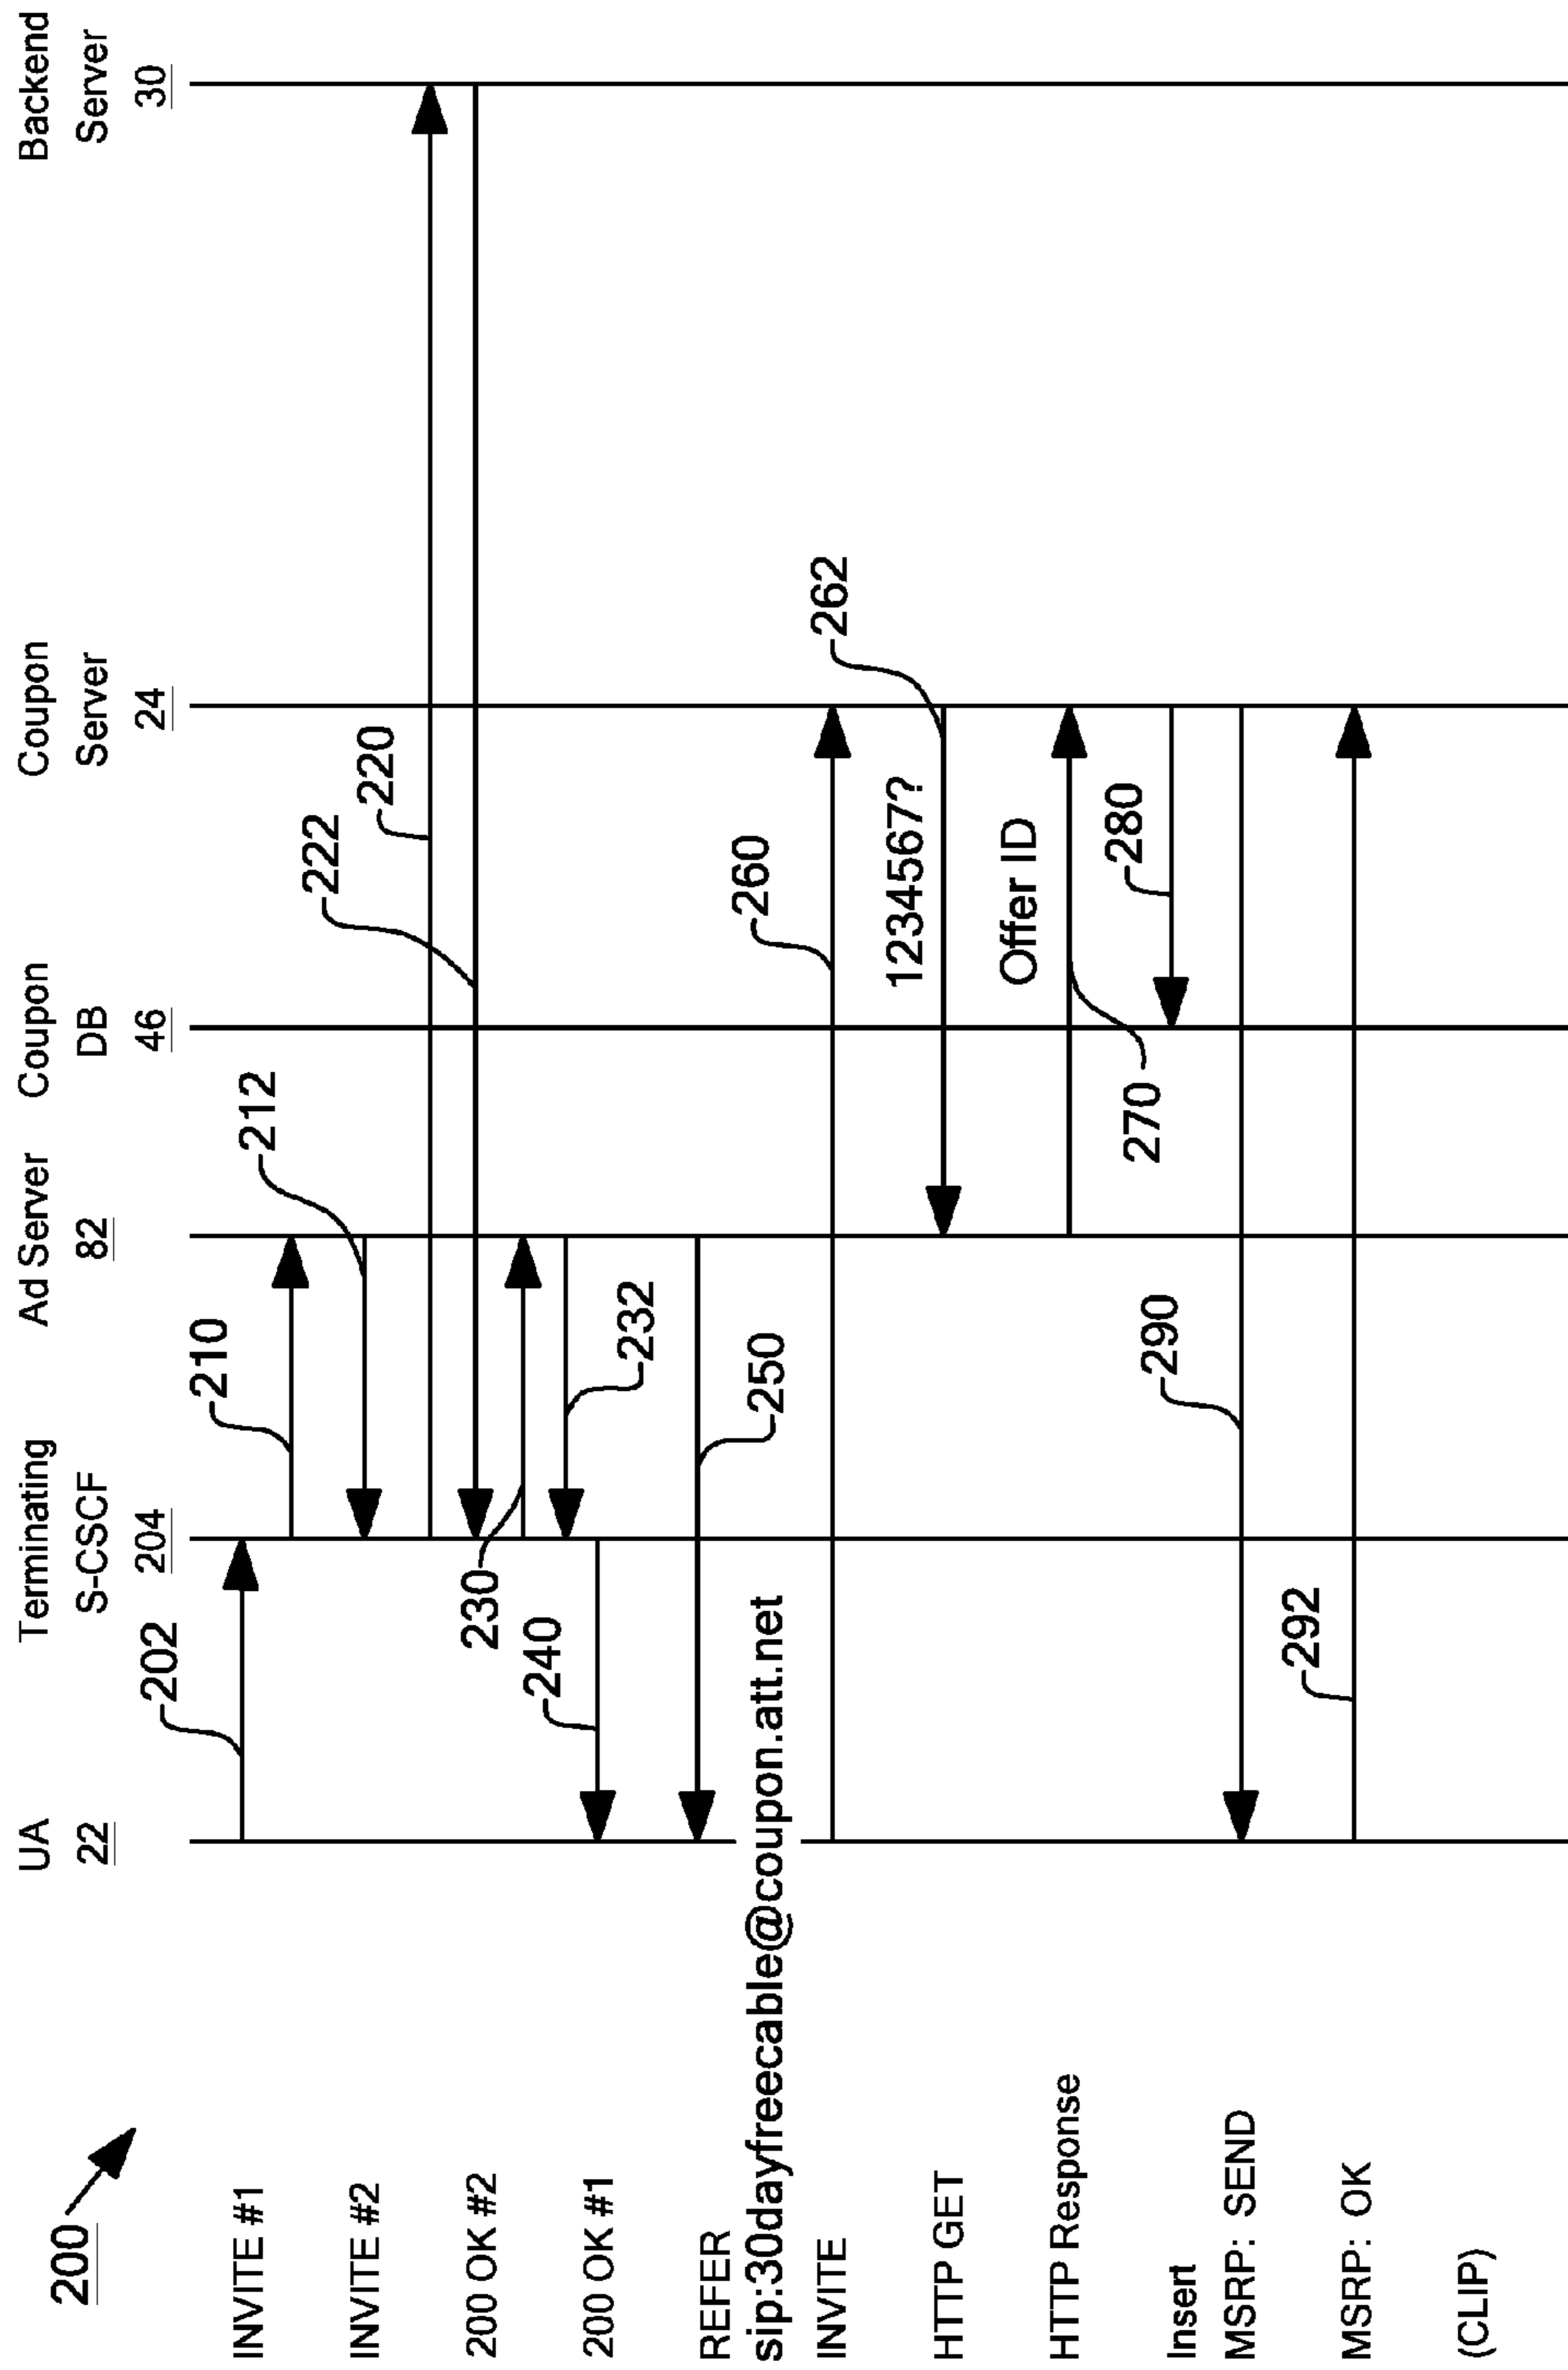 200
UA
22
Terminating
S-CSCF
204
Ad Server
82
Coupon
DB
46
Coupon
Server
24
Backend
Server
30
INVITE #1
202
210
INVITE #2
212
222
220
200 OK #2
230
200 OK #1
240
232
REFER
250
sip:30dayfreecable@coupon.att.net
INVITE
260
262
HTTP GET
1234567?
HTTP Response
Offer ID
270
Insert
280
MSRP: SEND
290
MSRP: OK
292
(CLIP)